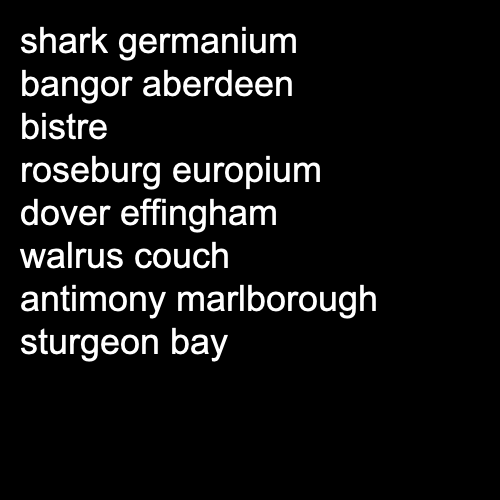 shark germanium
bangor aberdeen
bistre
roseburg europium
dover effingham
walrus couch
antimony marlborough
sturgeon bay